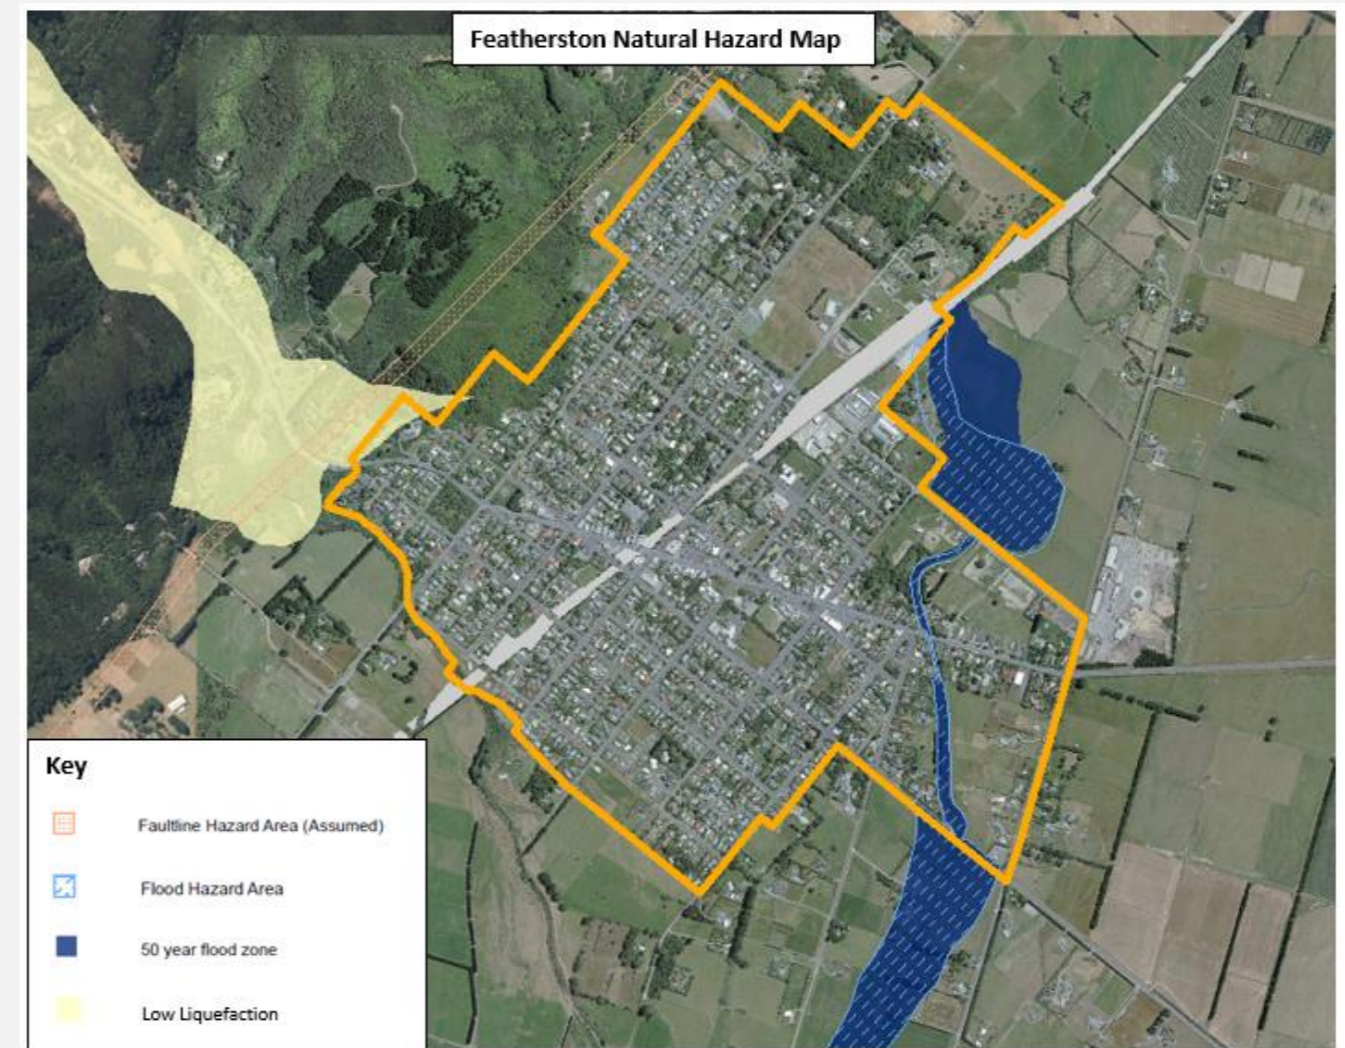 Featherston Natural Hazard Map
Key
Faultline Hazard Area (Assumed)
Flood Hazard Area
50 year flood zone
Low Liquefaction